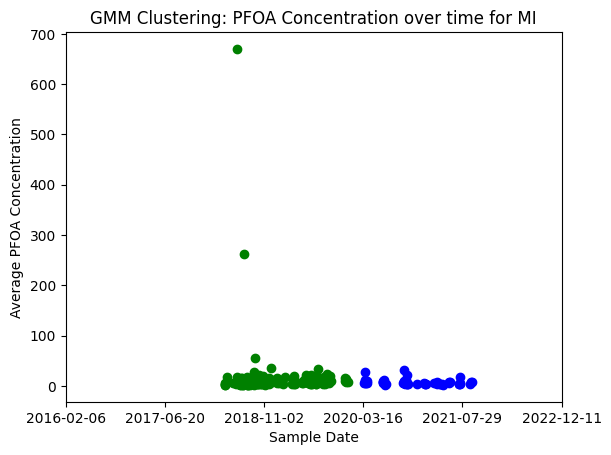 GMM Clustering: PFOA Concentration over time for MI
700
600
500
400
300
200
100
0
Average PFOA Concentration
2016-02-06 2017-06-20 2018-11-02 2020-03-16 2021-07-29 2022-12-11
Sample Date